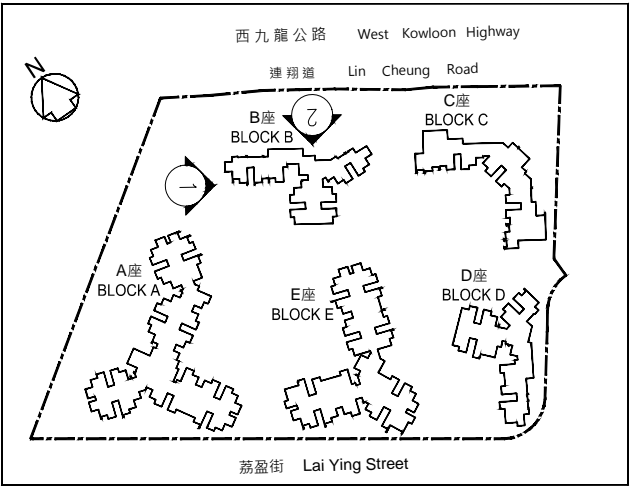 西九龍公路 West Kowloon Highway
連翔道 Lin Cheung Road
N
B座
BLOCK B
2
C座
BLOCK C
1
A座
BLOCK A
E座
BLOCK E
D座
BLOCK D
荔盈街 Lai Ying Street